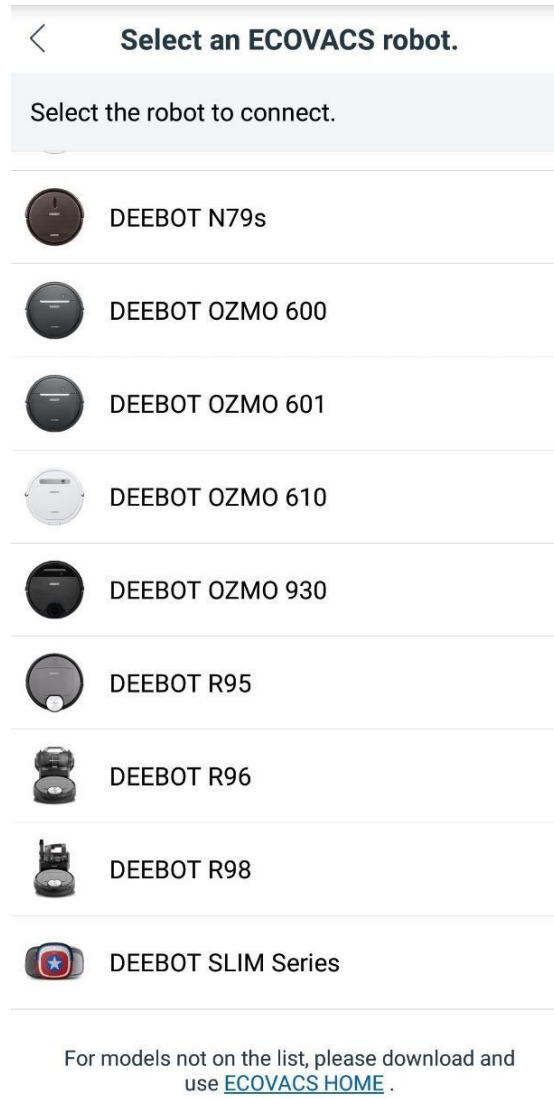 Select an ECOVACS robot.
Select the robot to connect.
DEEBOT N79s
DEEBOT OZMO 600
DEEBOT OZMO 601
DEEBOT OZMO 610
DEEBOT OZMO 930
DEEBOT R95
DEEBOT R96
DEEBOT R98
DEEBOT SLIM Series
For models not on the list, please download and
use ECOVACS HOME .